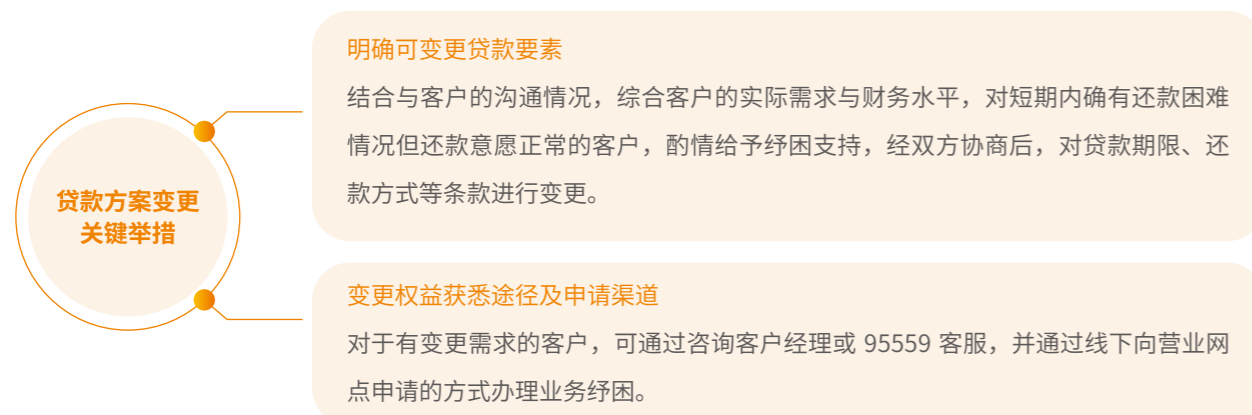 贷款方案变更
关键举措
明确可变更贷款要素
结合与客户的沟通情况，综合客户的实际需求与财务水平，对短期内确有还款困难
情况但还款意愿正常的客户，酌情给予纾困支持，经双方协商后，对贷款期限、还
款方式等条款进行变更。
变更权益获悉途径及申请渠道
对于有变更需求的客户，可通过咨询客户经理或 95559 客服，并通过线下向营业网
点申请的方式办理业务纾困。